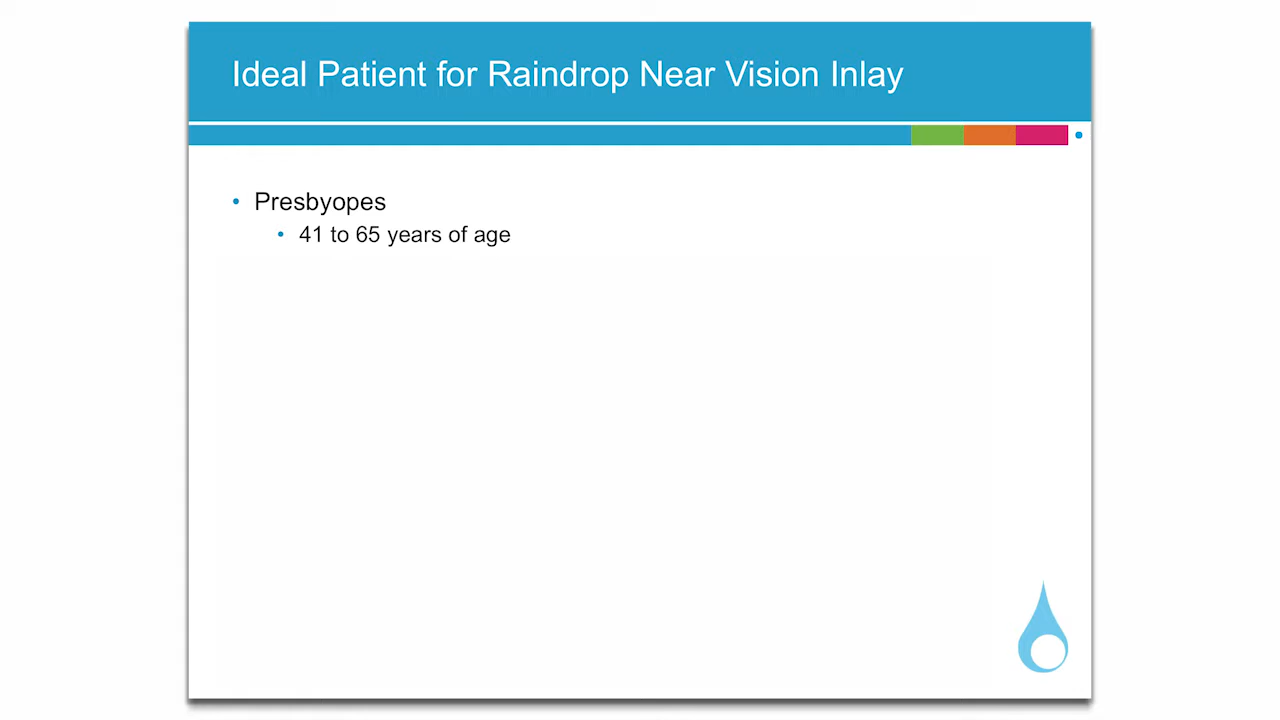 Ideal Patient for Raindrop Near Vision Inlay
• Presbyopes
• 41 to 65 years of age